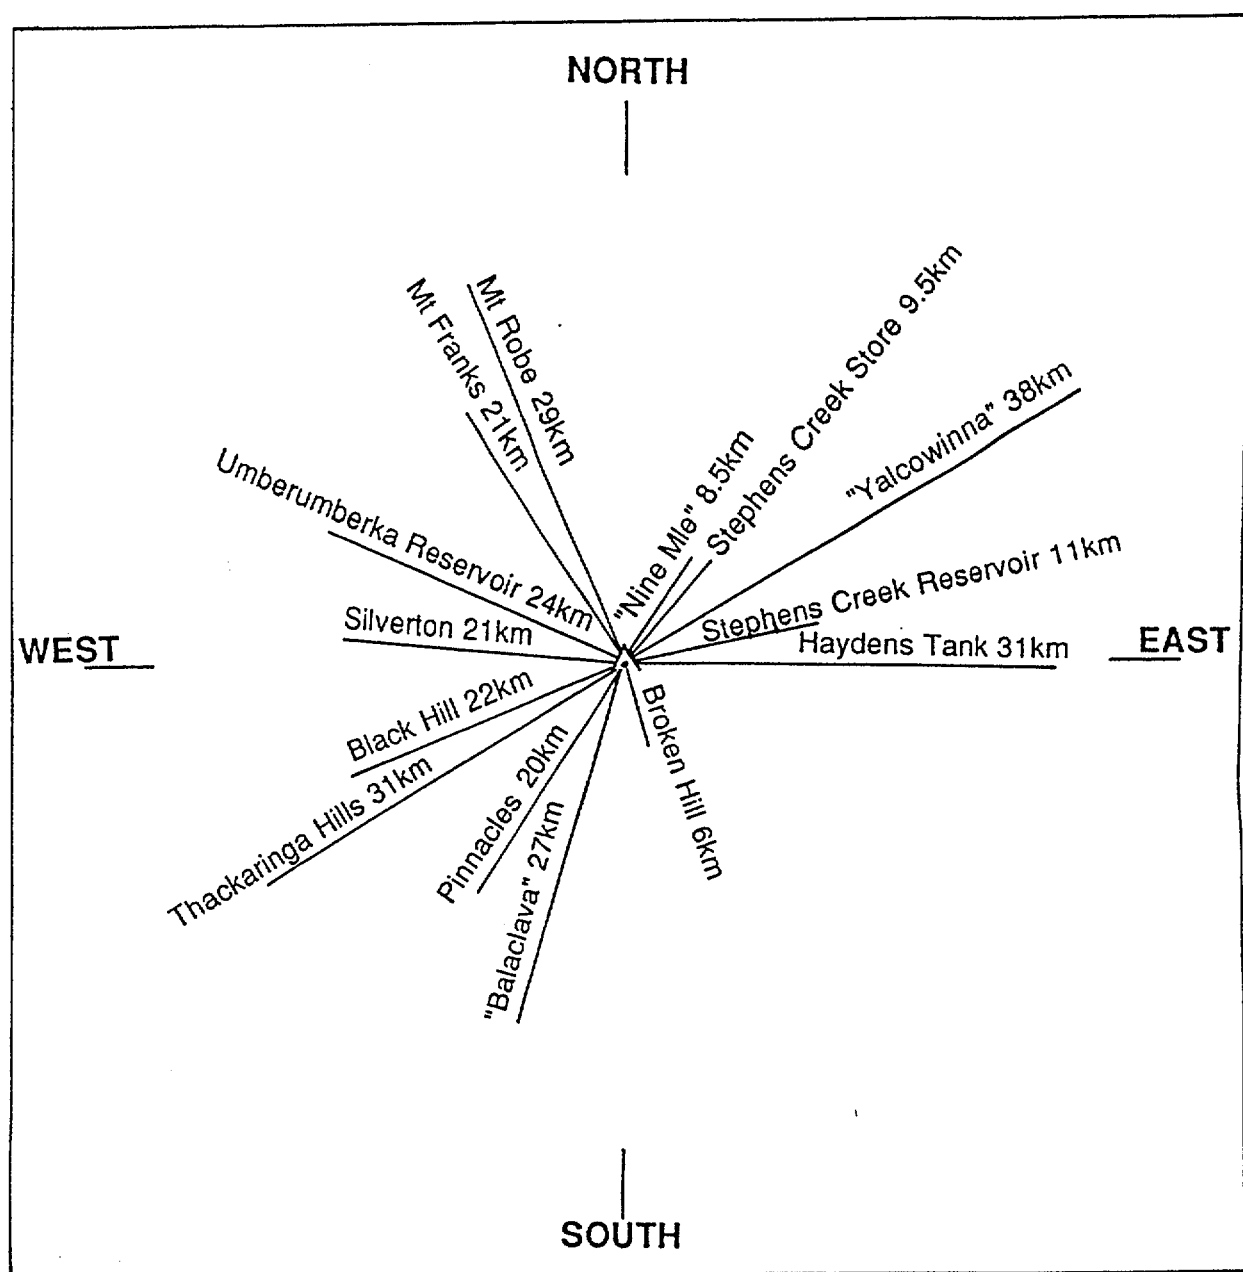 NORTH
Mt Robe 29km
Mt Franks 21km
Stephens Creek Store 9.5km
"Yalcowinna" 38km
"Nine Mle" 8.5km
Umberumberka Reservoir 24km
Stephens Creek Reservoir 11km
Silverton 21km
Haydens Tank 31km
WEST
EAST
Black Hill 22km
Broken Hill 6km
Thackaringa Hills 31km
Pinnacles 20km
"Balaclava" 27km
SOUTH